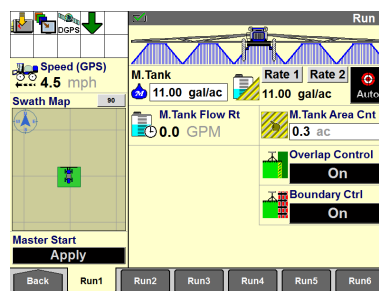 DGPS
Run
Speed (GPS)
4.5 mph
Swath Map
90
M.Tank
M
11.00 gal/ac
Rate 1
Rate 2
11.00 gal/ac
Auto
M.Tank Flow Rt
0.0 GPM
M.Tank Area Cnt
0.3 ac
Overlap Control
On
Boundary Ctrl
On
Master Start
Apply
Back
Run1
Run2
Run3
Run4
Run5
Run6